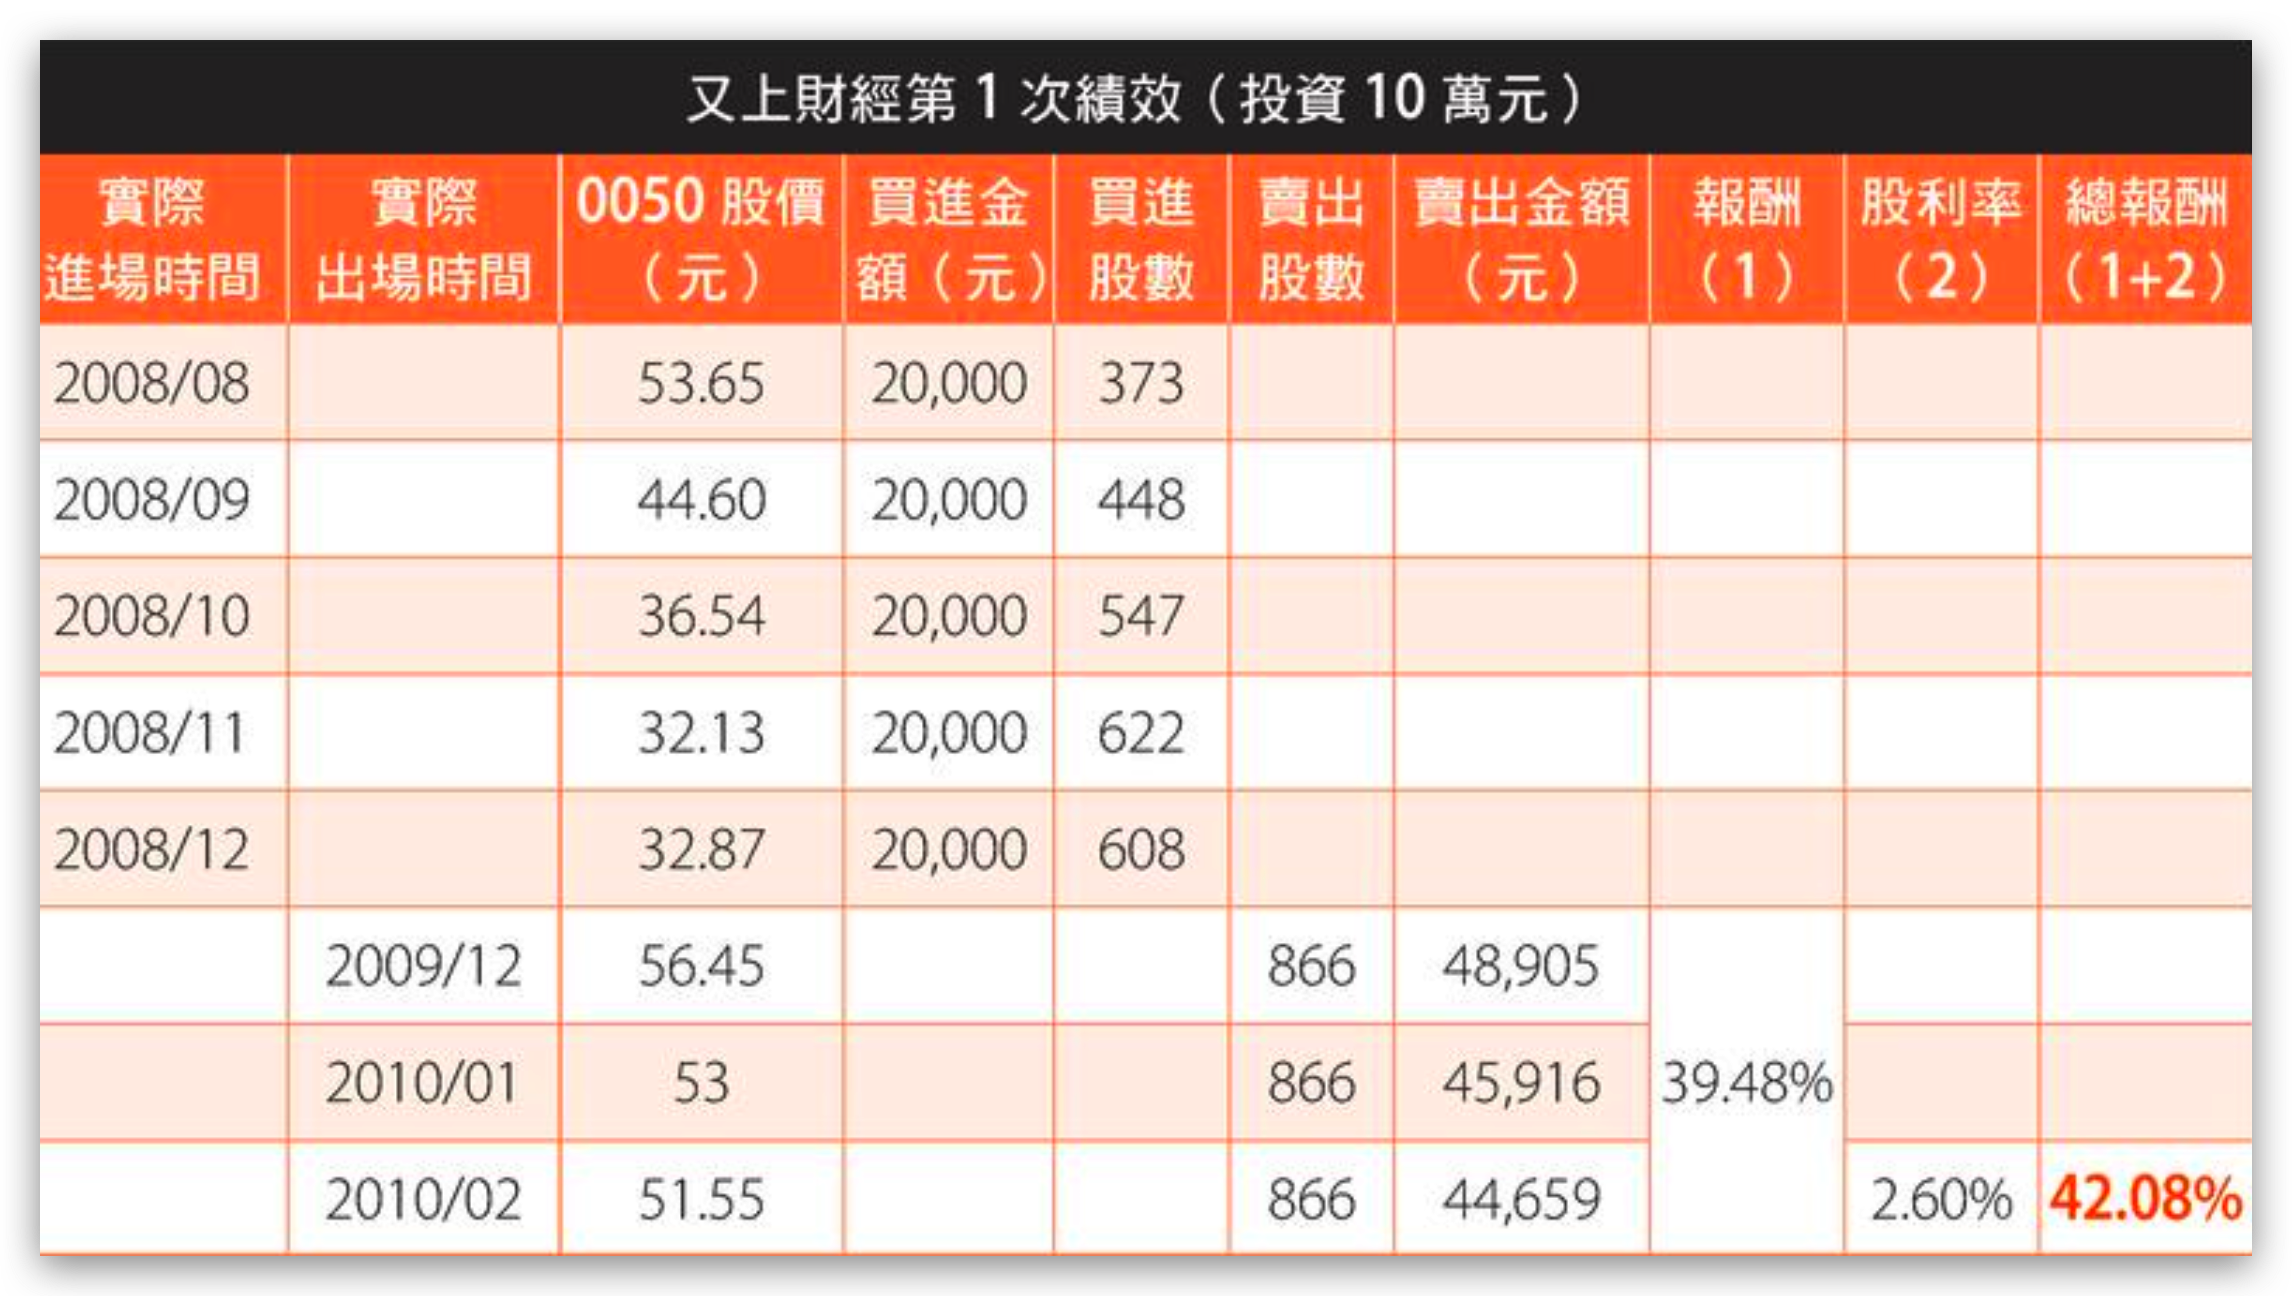 又上財經第 1 次績效（投資 10 萬元）
實際進場時間 實際出場時間 0050 股價（元） 買進金額（元） 買進股數 賣出股數 賣出金額（元） 報酬（1） 股利率（2） 總報酬（1+2）
2008/08 53.65 20,000 373
2008/09 44.60 20,000 448
2008/10 36.54 20,000 547
2008/11 32.13 20,000 622
2008/12 32.87 20,000 608
2009/12 56.45 866 48,905
2010/01 53 866 45,916 39.48%
2010/02 51.55 866 44,659 2.60% 42.08%